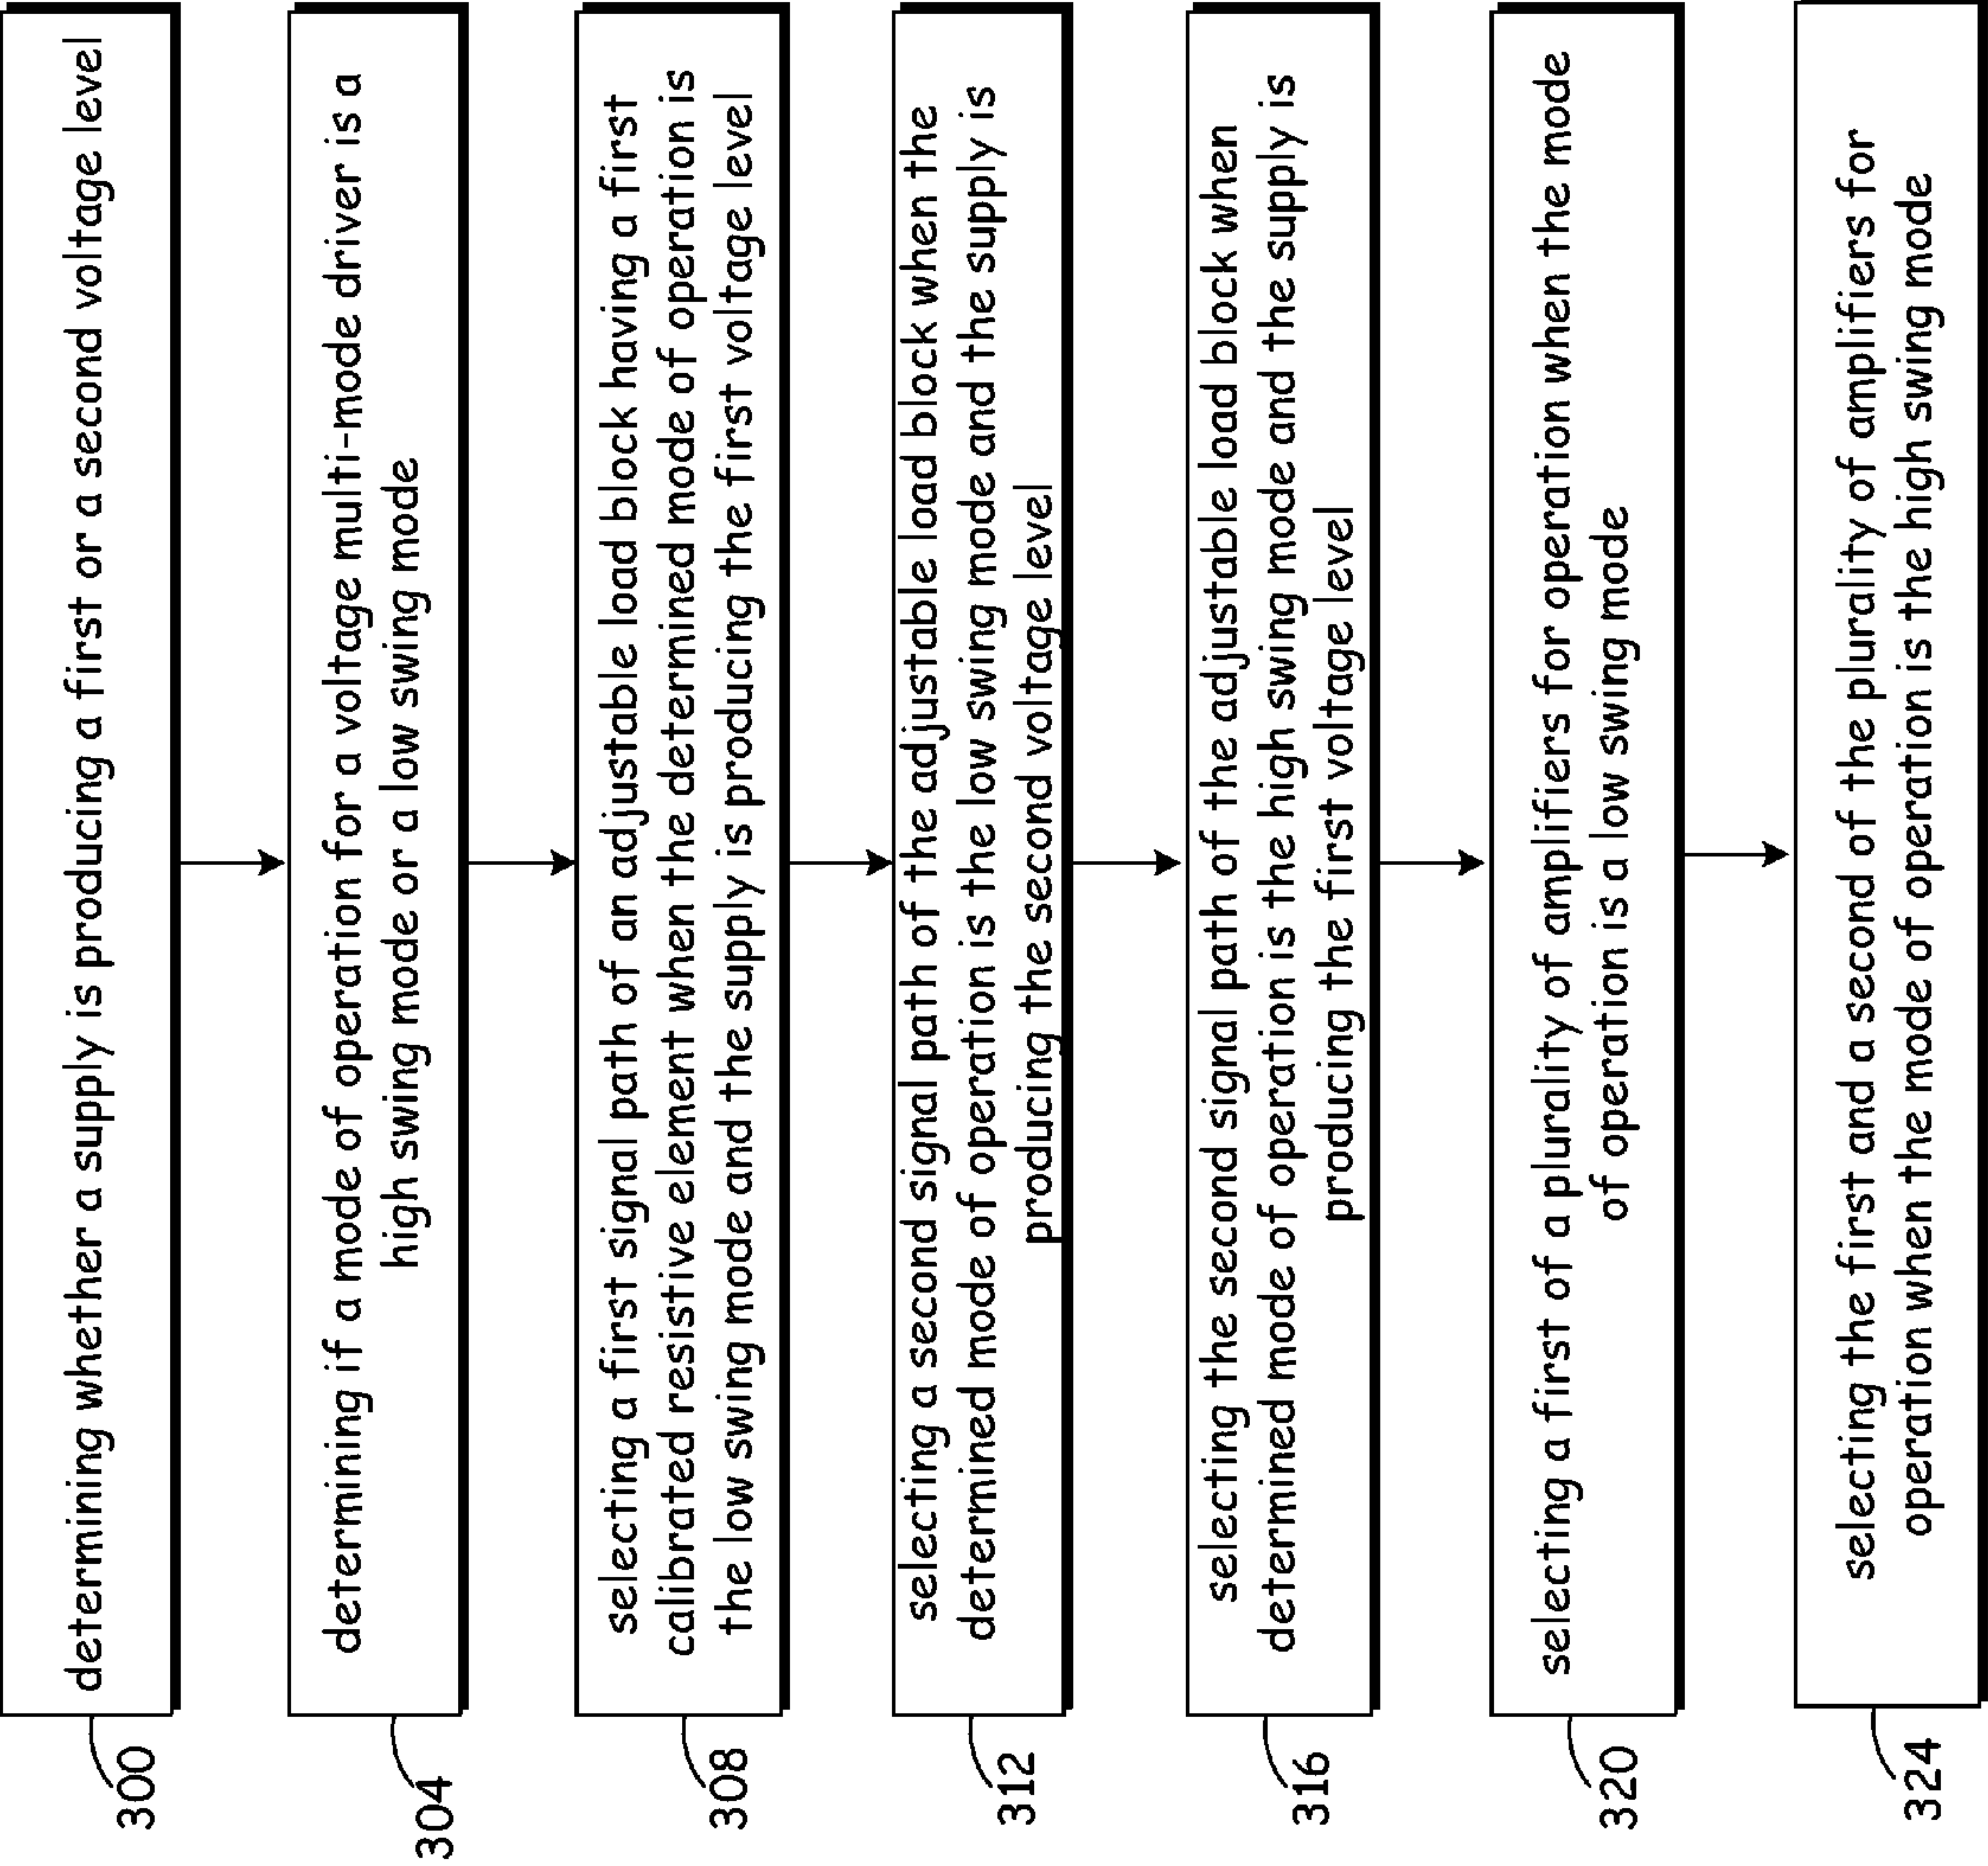 determining whether a supply is producing a first or a second voltage level
300
determining if a mode of operation for a voltage multi-mode driver is a
high swing mode or a low swing mode
304
selecting a first signal path of an adjustable load block having a first
calibrated resistive element when the determined mode of operation is
the low swing mode and the supply is producing the first voltage level
308
selecting a second signal path of the adjustable load block when the
determined mode of operation is the low swing mode and the supply is
producing the second voltage level
312
selecting the second signal path of the adjustable load block when
determined mode of operation is the high swing mode and the supply is
producing the first voltage level
316
selecting a first of a plurality of amplifiers for operation when the mode
of operation is a low swing mode
320
selecting the first and a second of the plurality of amplifiers for
operation when the mode of operation is the high swing mode
324